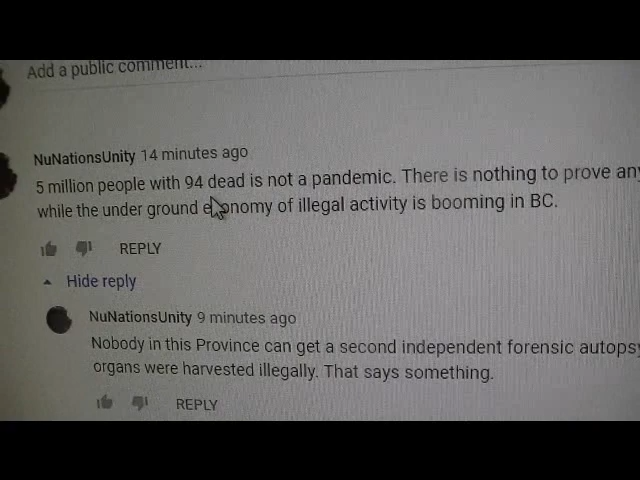 Add a public comment...
NuNationsUnity 14 minutes ago
5 million people with 94 dead is not a pandemic. There is nothing to prove any
while the under ground economy of illegal activity is booming in BC.
REPLY
Hide reply
NuNationsUnity 9 minutes ago
Nobody in this Province can get a second independent forensic autopsy
organs were harvested illegally. That says something.
REPLY